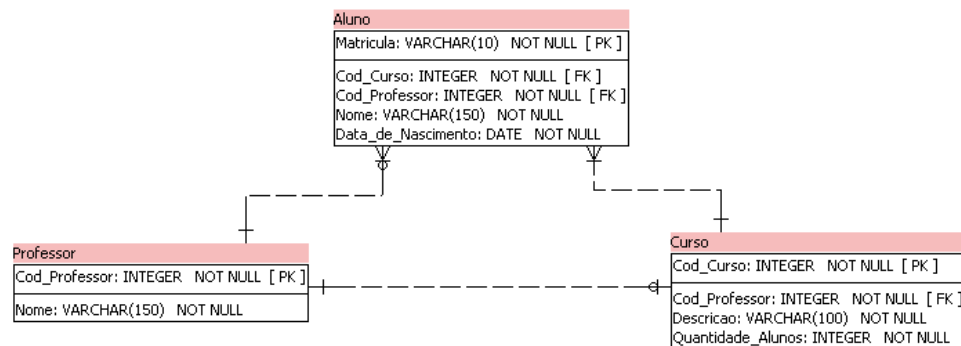 Aluno
Matricula: VARCHAR(10) NOT NULL [ PK ]
Cod_Curso: INTEGER NOT NULL [ FK ]
Cod_Professor: INTEGER NOT NULL [ FK ]
Nome: VARCHAR(150) NOT NULL
Data_de_Nascimento: DATE NOT NULL
Professor
Cod_Professor: INTEGER NOT NULL [ PK ]
Nome: VARCHAR(150) NOT NULL
Curso
Cod_Curso: INTEGER NOT NULL [ PK ]
Cod_Professor: INTEGER NOT NULL [ FK ]
Descricao: VARCHAR(100) NOT NULL
Quantidade_Alunos: INTEGER NOT NULL